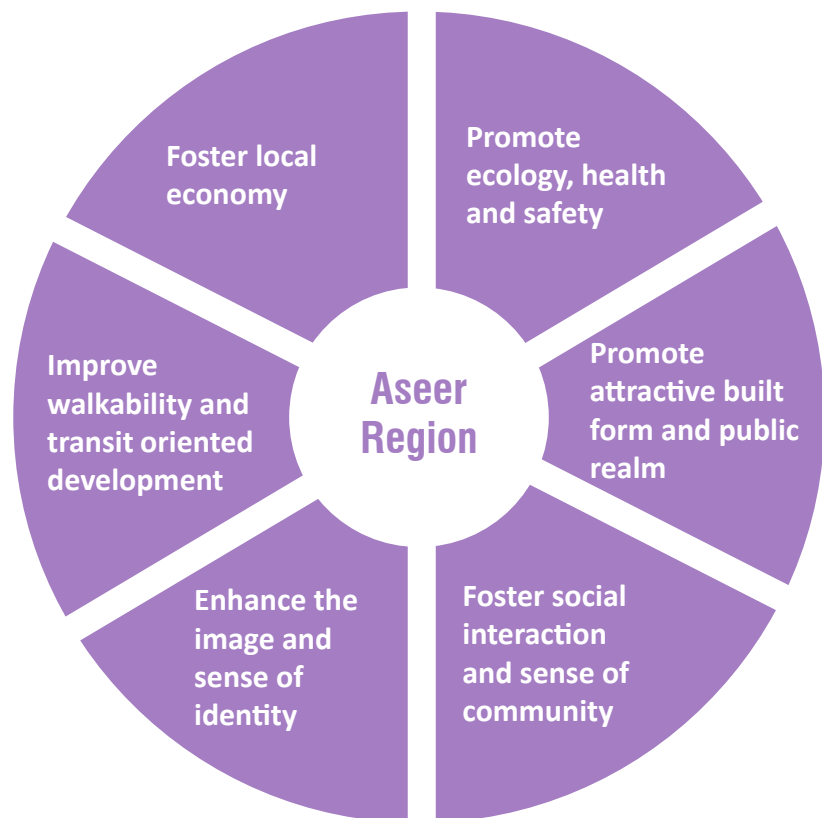 Foster local
economy
Promote
ecology, health
and safety
Improve
walkability and
transit oriented
development
Aseer
Region
Promote
attractive built
form and public
realm
Enhance the
image and
sense of
identity
Foster social
interaction
and sense of
community